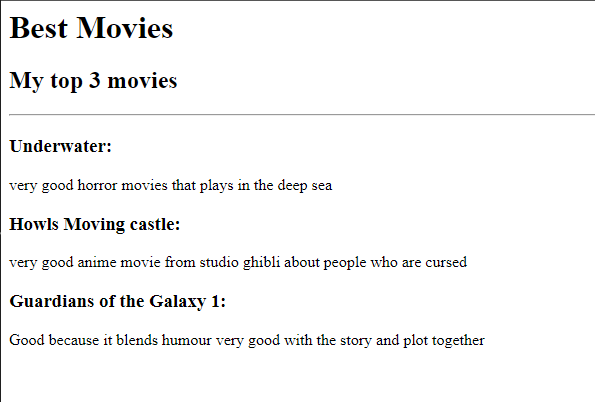 Best Movies
My top 3 movies
Underwater:
very good horror movies that plays in the deep sea
Howls Moving castle:
very good anime movie from studio ghibli about people who are cursed
Guardians of the Galaxy 1:
Good because it blends humour very good with the story and plot together